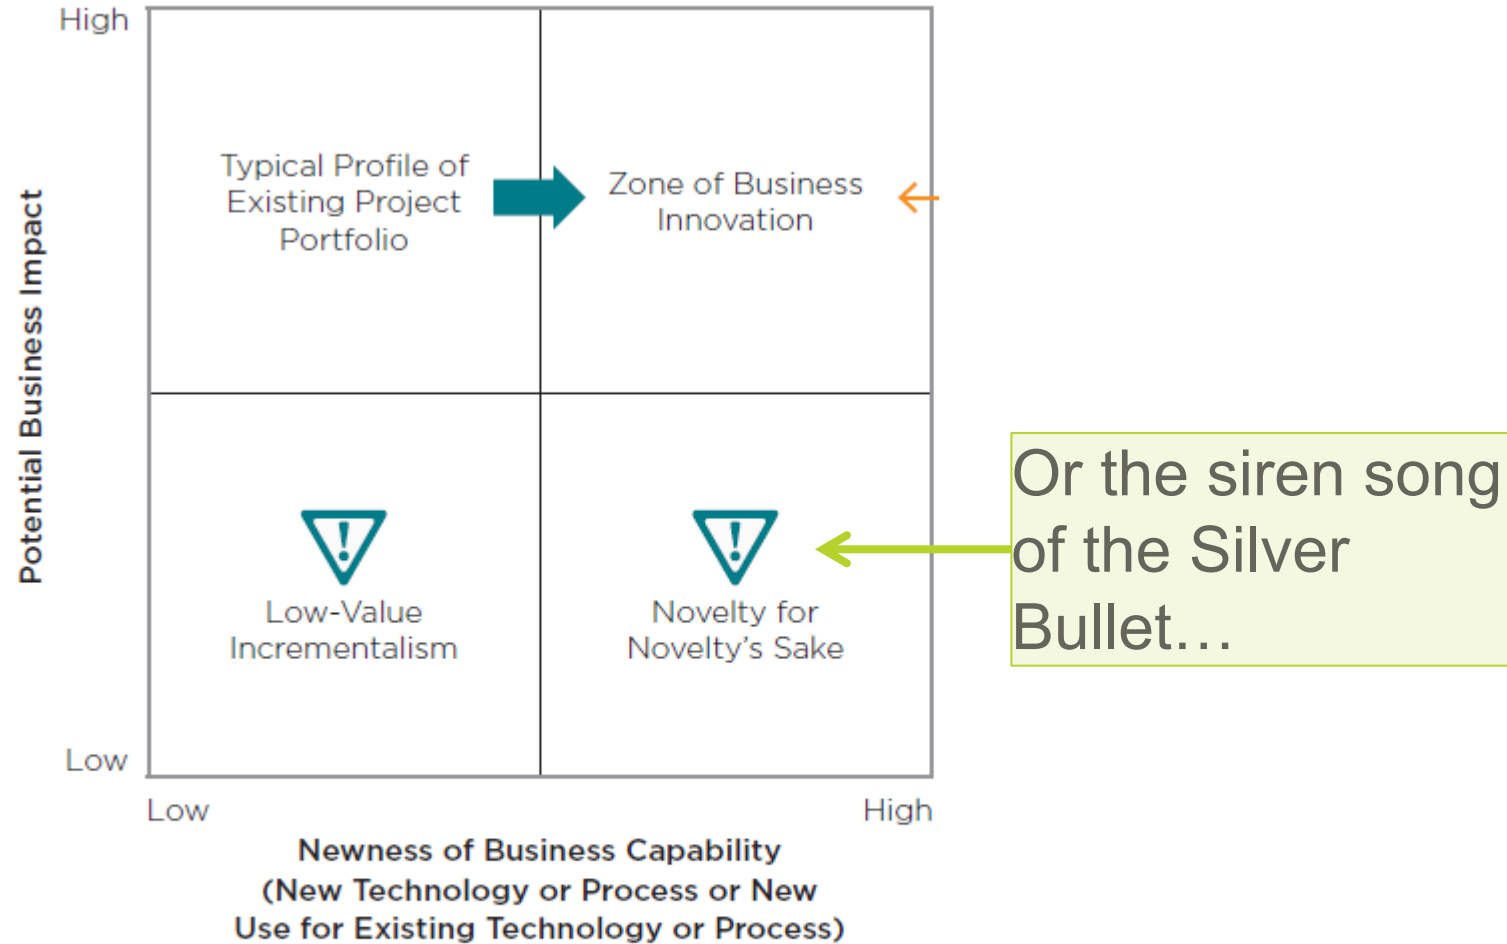 High
Potential Business Impact
Typical Profile of
Existing Project
Portfolio
Zone of Business
Innovation
!
Low-Value
Incrementalism
!
Novelty for
Novelty’s Sake
Or the siren song
of the Silver
Bullet…
Low
Low
High
Newness of Business Capability
(New Technology or Process or New
Use for Existing Technology or Process)